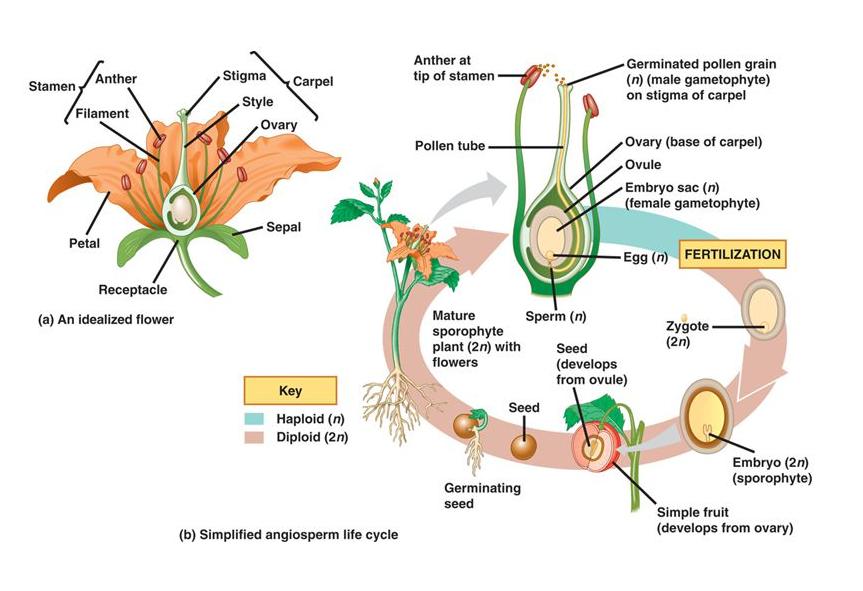 Stamen
Anther
Filament
Stigma
Carpel
Style
Ovary
Petal
Sepal
Receptacle
(a) An idealized flower
Anther at
tip of stamen
Germinated pollen grain
(n) (male gametophyte)
on stigma of carpel
Pollen tube
Ovary (base of carpel)
Ovule
Embryo sac (n)
(female gametophyte)
Egg (n)
FERTILIZATION
Sperm (n)
Zygote
(2n)
Mature
sporophyte
plant (2n) with
flowers
Seed
(develops
from ovule)
Key
Haploid (n)
Diploid (2n)
Seed
Germinating
seed
Embryo (2n)
(sporophyte)
Simple fruit
(develops from ovary)
(b) Simplified angiosperm life cycle